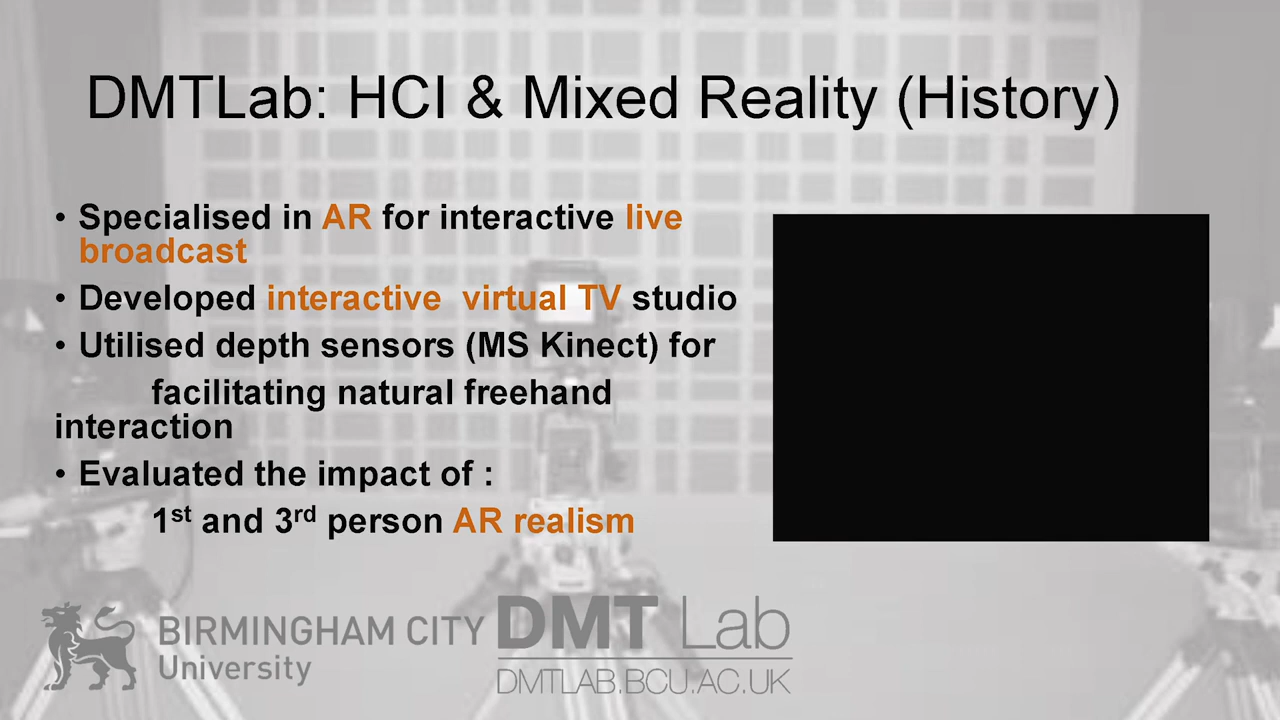 DMTLab: HCI & Mixed Reality (History)
• Specialised in AR for interactive live
broadcast
• Developed interactive  virtual TV studio
• Utilised depth sensors (MS Kinect) for
facilitating natural freehand
interaction
• Evaluated the impact of :
1st and 3rd person AR realism
BIRMINGHAM CITY
University
DMT Lab
DMTLAB.BCU.AC.UK